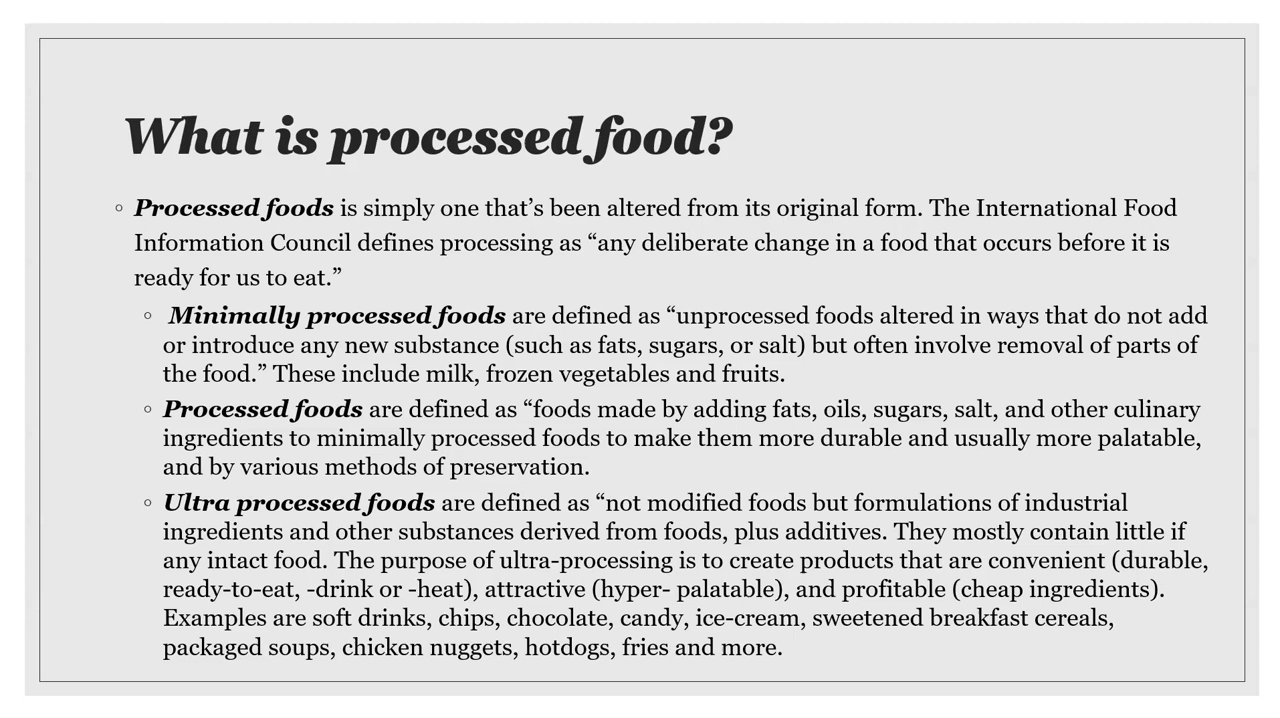 What is processed food?
◦ Processed foods is simply one that’s been altered from its original form. The International Food
Information Council defines processing as “any deliberate change in a food that occurs before it is
ready for us to eat.”
◦ Minimally processed foods are defined as “unprocessed foods altered in ways that do not add
or introduce any new substance (such as fats, sugars, or salt) but often involve removal of parts of
the food.” These include milk, frozen vegetables and fruits.
◦ Processed foods are defined as “foods made by adding fats, oils, sugars, salt, and other culinary
ingredients to minimally processed foods to make them more durable and usually more palatable,
and by various methods of preservation.
◦ Ultra processed foods are defined as “not modified foods but formulations of industrial
ingredients and other substances derived from foods, plus additives. They mostly contain little if
any intact food. The purpose of ultra-processing is to create products that are convenient (durable,
ready-to-eat, -drink or -heat), attractive (hyper- palatable), and profitable (cheap ingredients).
Examples are soft drinks, chips, chocolate, candy, ice-cream, sweetened breakfast cereals,
packaged soups, chicken nuggets, hotdogs, fries and more.